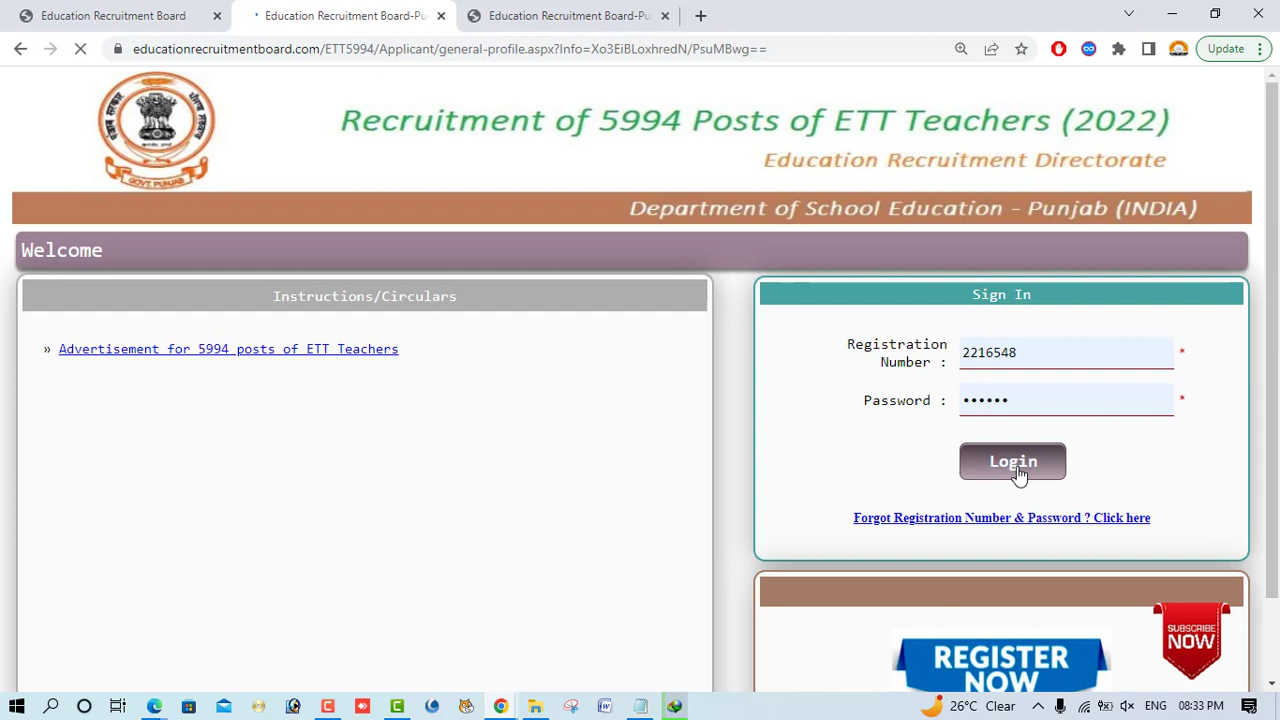 Education Recruitment Board
Education Recruitment Board-Pu
Education Recruitment Board-Pu
educationrecruitmentboard.com/ETT5994/Applicant/general-profile.aspx?Info=Xo3EiBLoxhredN/PsuMBwg==
Update
Recruitment of 5994 Posts of ETT Teachers (2022)
Education Recruitment Directorate
GOVT. PUNJAB
Department of School Education - Punjab (INDIA)
Welcome
Instructions/Circulars
» Advertisement for 5994 posts of ETT Teachers
Sign In
Registration
Number :
2216548
*
Password :
••••••
*
Login
Forgot Registration Number & Password ? Click here
SUBSCRIBE
NOW
REGISTER
NOW
26°C Clear
ENG
08:33 PM